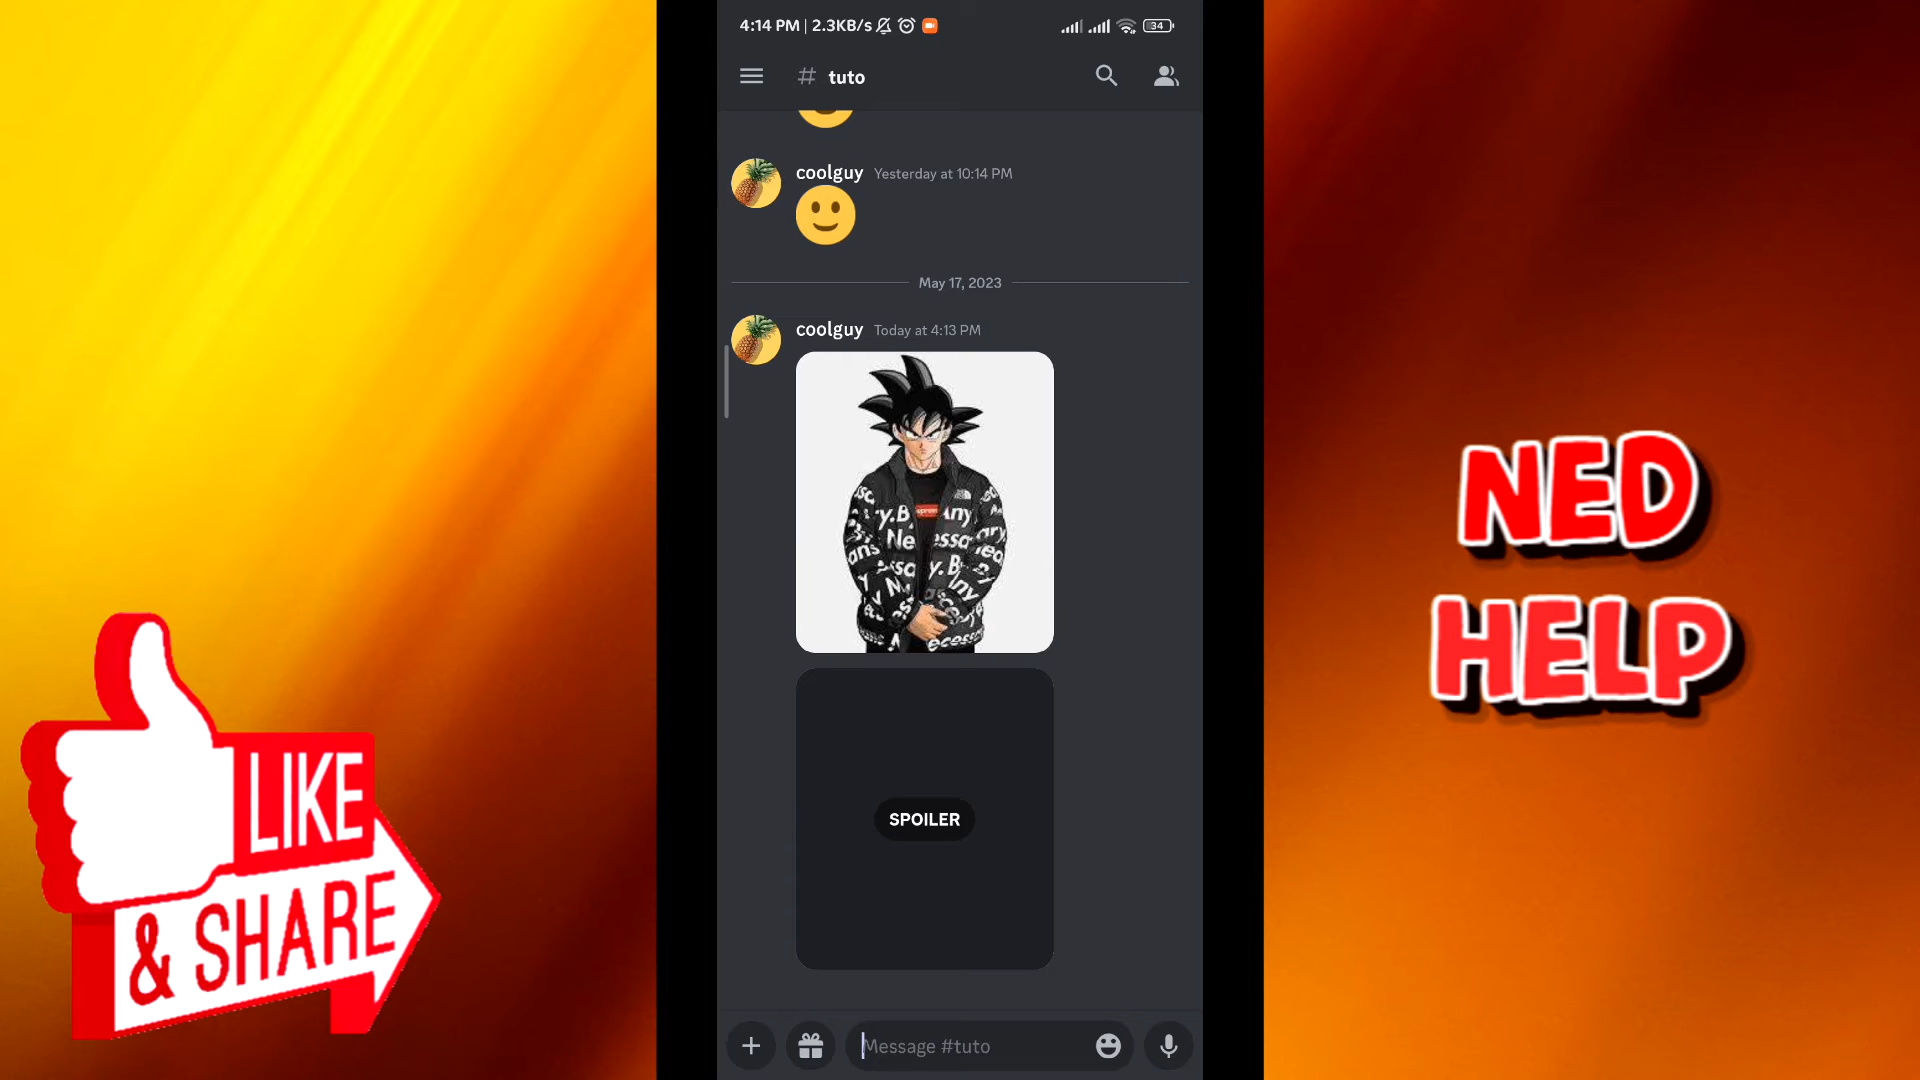 4:14 PM | 2.3KB/s
34
# tuto
coolguy Yesterday at 10:14 PM
May 17, 2023
coolguy Today at 4:13 PM
SPOILER
Message #tuto
LIKE
& SHARE
NED
HELP